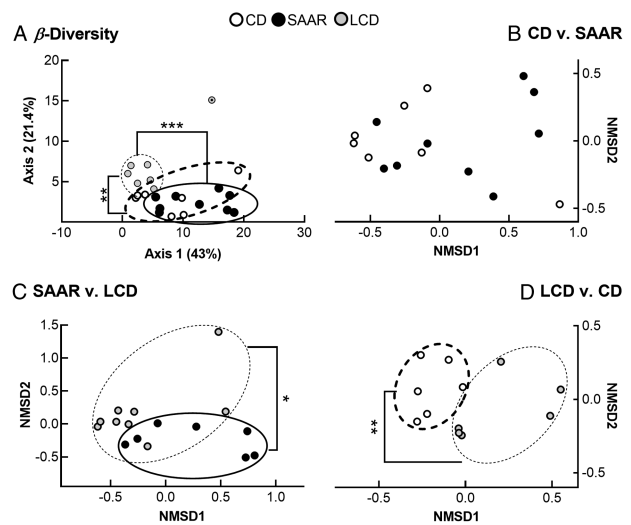 CD SAAR LCD
A β-Diversity
B CD v. SAAR
20
15
10
5
-10 0 10 20 30
Axis 2 (21.4%)
Axis 1 (43%)
***
**
0.5
0.0
-0.5
-0.5 0.0 0.5 1.0
NMSD2
NMSD1
C SAAR v. LCD
D LCD v. CD
1.5
1.0
0.5
0.0
-0.5
-0.5 0.0 0.5 1.0
NMSD2
NMSD1
*
0.5
0.0
-0.5
-0.5 0.0 0.5
NMSD2
NMSD1
**